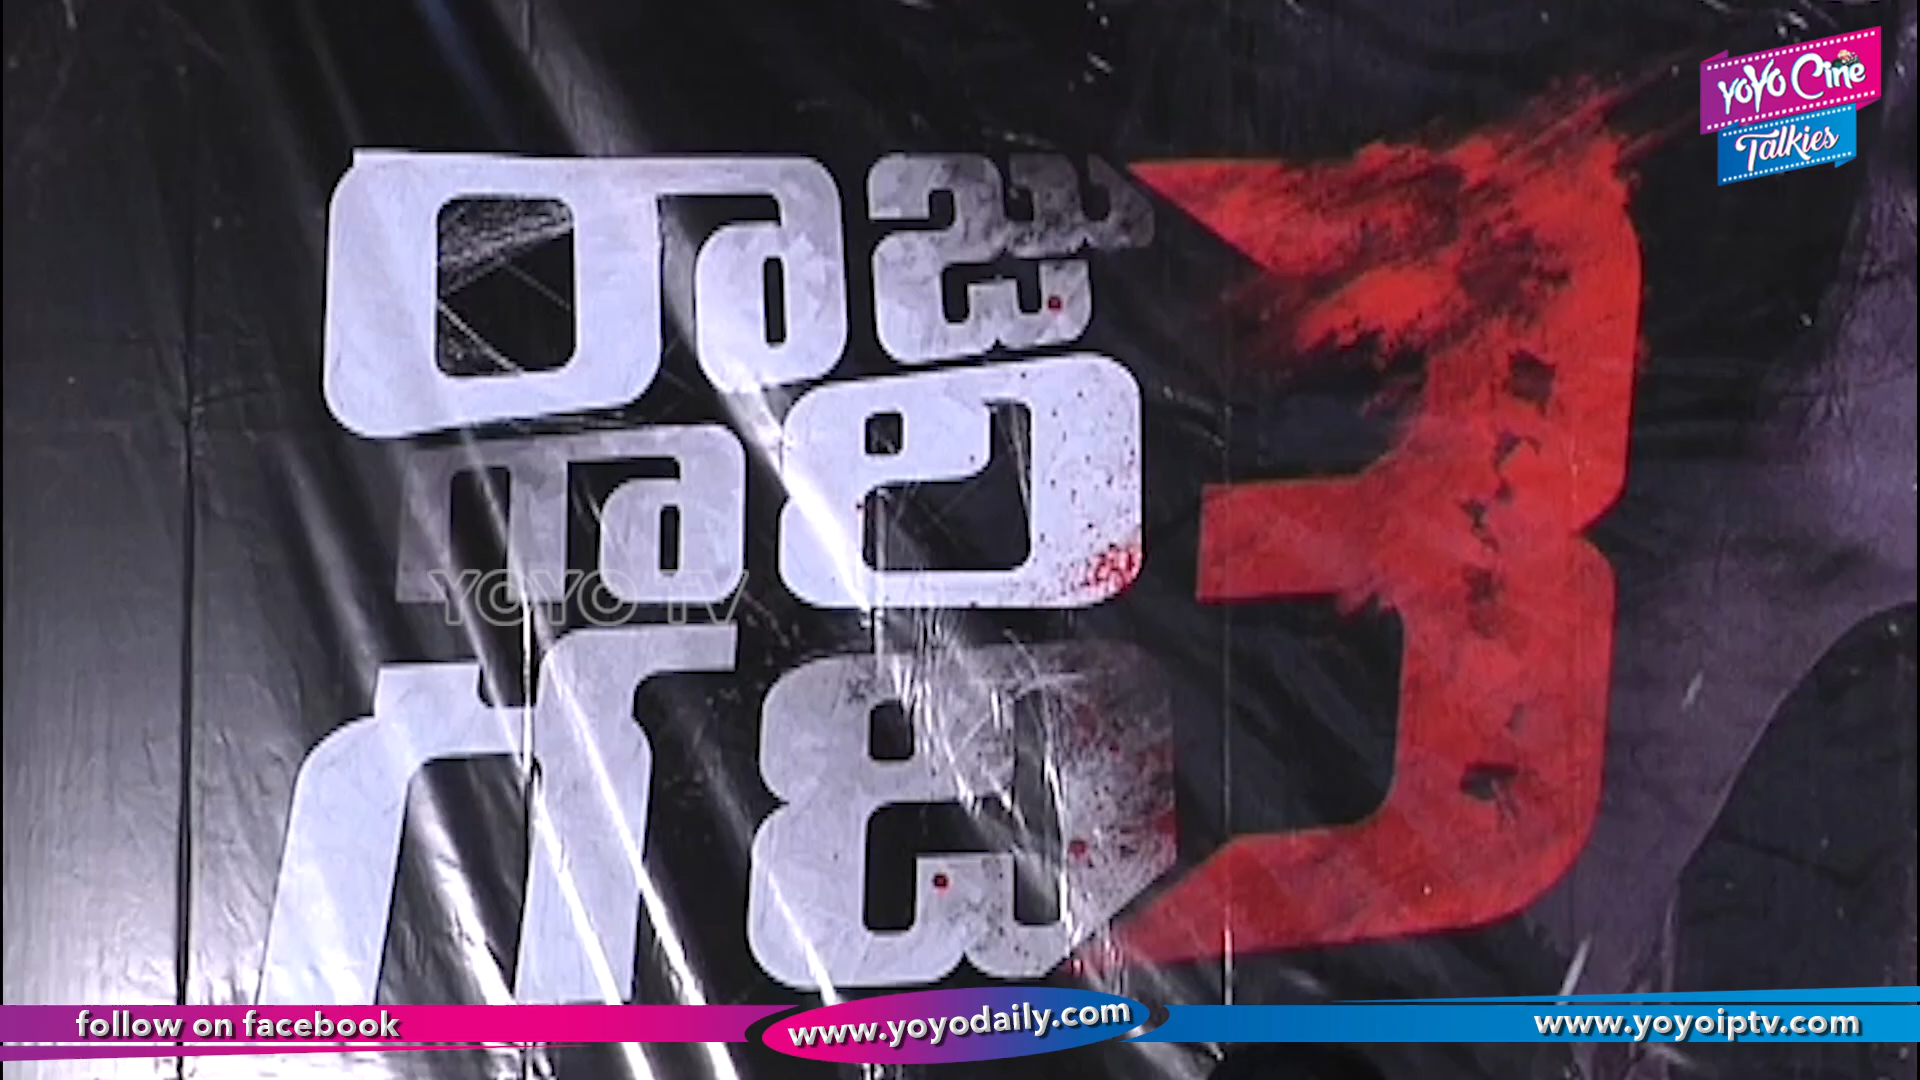 రాజు
గారి
గది
3
YOYO Cine
Talkies
YOYO TV
follow on facebook
www.yoyodaily.com
www.yoyoiptv.com